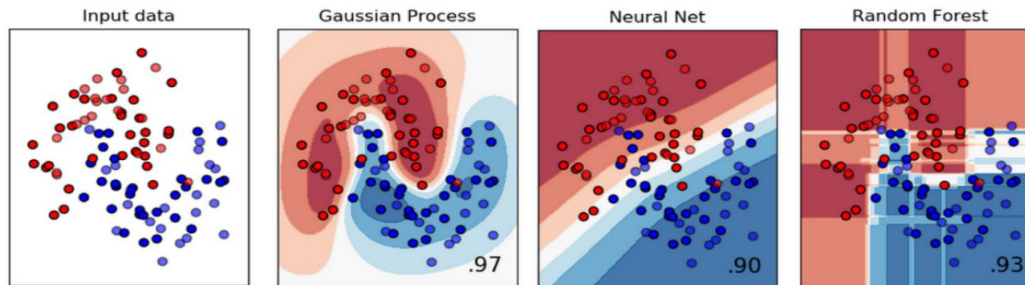 Input data
Gaussian Process
Neural Net
Random Forest
.97
.90
.93